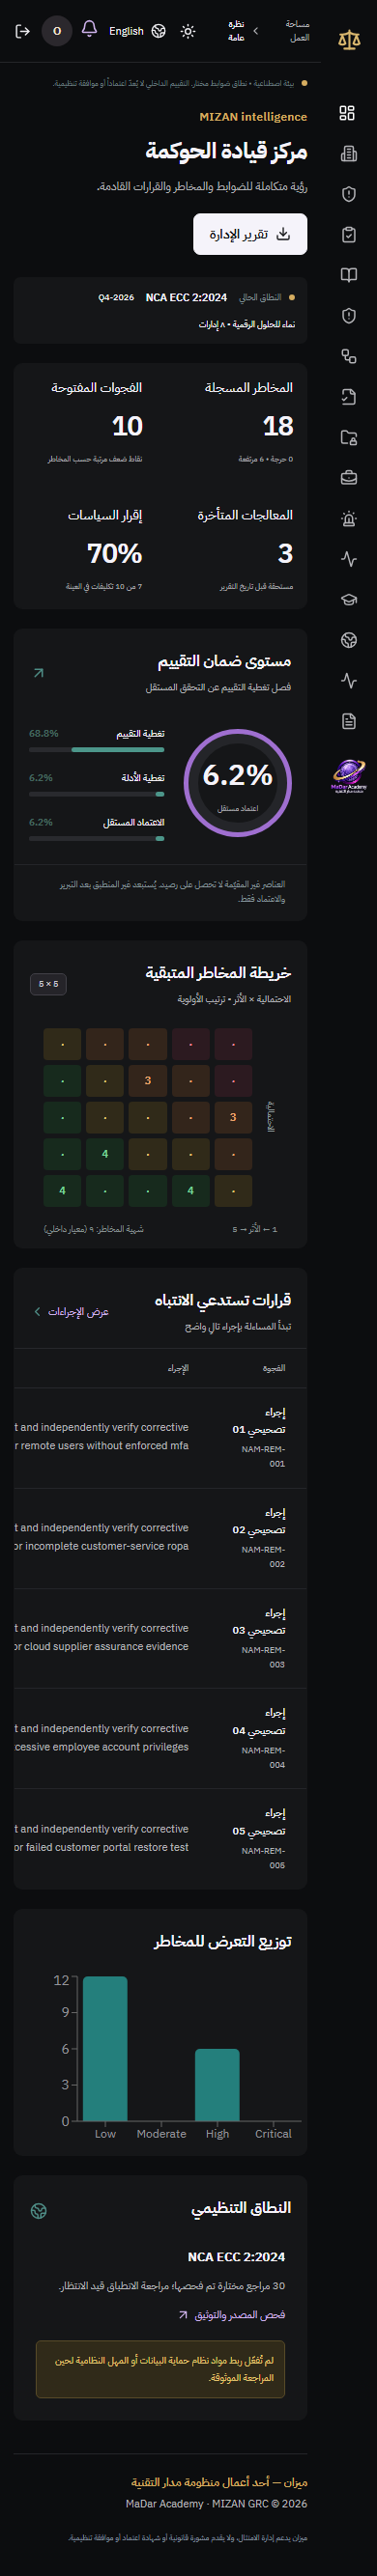 مساحة العمل
نظرة عامة
English
O
بيئة اصطناعية • نطاق ضوابط مختار. التقييم الداخلي لا يُعدّ اعتماداً أو موافقة تنظيمية.
MIZAN intelligence
مركز قيادة الحوكمة
رؤية متكاملة للضوابط والمخاطر والقرارات القادمة.
تقرير الإدارة
النطاق الحالي NCA ECC 2:2024 Q4-2026
نماء للحلول الرقمية • ٨ إدارات
المخاطر المسجلة
18
0 حرجة • 6 مرتفعة
الفجوات المفتوحة
10
نقاط ضعف مرتبة حسب المخاطر
المعالجات المتأخرة
3
مستحقة قبل تاريخ التقرير
إقرار السياسات
70%
7 من 10 تكليفات في العينة
مستوى ضمان التقييم
فصل تغطية التقييم عن التحقق المستقل
6.2%
اعتماد مستقل
تغطية التقييم 68.8%
تغطية الأدلة 6.2%
الاعتماد المستقل 6.2%
العناصر غير المقيّمة لا تحصل على رصيد. يُستبعد غير المنطبق بعد التبرير
والاعتماد فقط.
خريطة المخاطر المتبقية
5 × 5
الاحتمالية × الأثر • ترتيب الأولوية
3
3
4
4 4
الاحتمالية
1 ← الأثر → 5
شهية المخاطر: ٩ (معيار داخلي)
قرارات تستدعي الانتباه
عرض الإجراءات
تبدأ المساءلة بإجراء تالٍ واضح
الفجوة الإجراء
إجراء
تصحيحي 01
NAM-REM-
001
t and independently verify corrective
r remote users without enforced mfa
إجراء
تصحيحي 02
NAM-REM-
002
t and independently verify corrective
or incomplete customer-service ropa
إجراء
تصحيحي 03
NAM-REM-
003
t and independently verify corrective
or cloud supplier assurance evidence
إجراء
تصحيحي 04
NAM-REM-
004
t and independently verify corrective
cessive employee account privileges
إجراء
تصحيحي 05
NAM-REM-
005
t and independently verify corrective
or failed customer portal restore test
توزيع التعرض للمخاطر
12
9
6
3
0
Low Moderate High Critical
النطاق التنظيمي
NCA ECC 2:2024
30 مراجع مختارة تم فحصها؛ مراجعة الانطباق قيد الانتظار.
فحص المصدر والتوثيق
لم تُفعّل ربط مواد نظام حماية البيانات أو المهل النظامية لحين
المراجعة الموثوقة.
ميزان — أحد أعمال منظومة مدار التقنية
MaDar Academy · MIZAN GRC © 2026
ميزان يدعم إدارة الامتثال، ولا يقدم مشورة قانونية أو شهادة اعتماد أو موافقة تنظيمية.
MaDar Academy